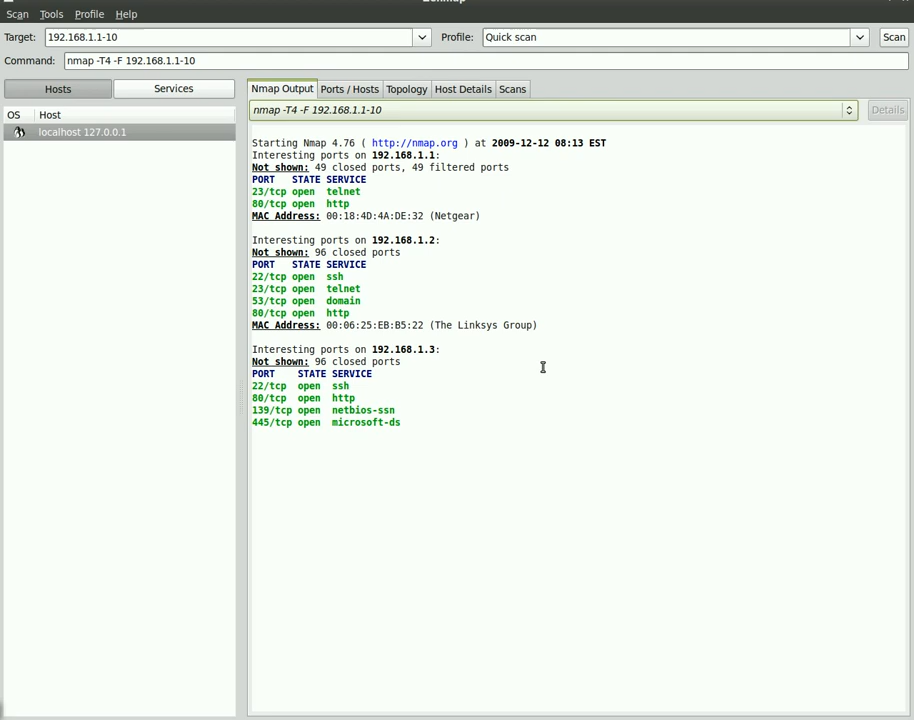 Scan Tools Profile Help
Target: 192.168.1.1-10 Profile: Quick scan Scan
Command: nmap -T4 -F 192.168.1.1-10
Hosts Services
Nmap Output Ports / Hosts Topology Host Details Scans
OS Host
nmap -T4 -F 192.168.1.1-10 Details
localhost 127.0.0.1
Starting Nmap 4.76 ( http://nmap.org ) at 2009-12-12 08:13 EST
Interesting ports on 192.168.1.1:
Not shown: 49 closed ports, 49 filtered ports
PORT STATE SERVICE
23/tcp open telnet
80/tcp open http
MAC Address: 00:18:4D:4A:DE:32 (Netgear)
Interesting ports on 192.168.1.2:
Not shown: 96 closed ports
PORT STATE SERVICE
22/tcp open ssh
23/tcp open telnet
53/tcp open domain
80/tcp open http
MAC Address: 00:06:25:EB:B5:22 (The Linksys Group)
Interesting ports on 192.168.1.3:
Not shown: 96 closed ports
PORT STATE SERVICE
22/tcp open ssh
80/tcp open http
139/tcp open netbios-ssn
445/tcp open microsoft-ds